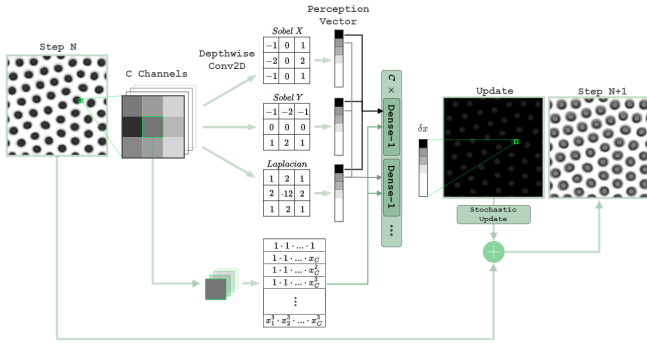 Perception
Vector
Step N
C Channels
Depthwise
Conv2D
Sobel X
−1 0 1
−2 0 2
−1 0 1
Sobel Y
−1 −2 −1
0 0 0
1 2 1
Laplacian
1 2 1
2 -12 2
1 2 1
C ×
Dense-1
Dense-1
...
δx
Update
Step N+1
Stochastic
Update
+
1 · 1 · ... · 1
1 · 1 · ... · x_C
1 · 1 · ... · x_C^2
1 · 1 · ... · x_C^3
⋮
x_1^3 · x_2^3 · ... · x_C^3